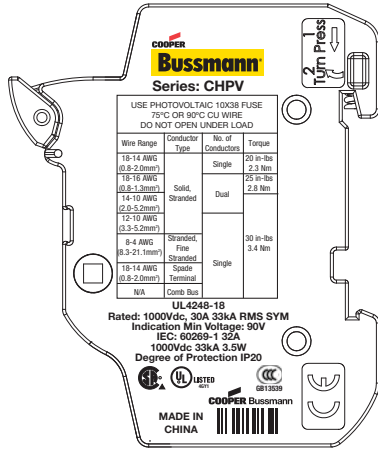 COOPER
Bussmann®
Series: CHPV
1 Press
2 Turn
USE PHOTOVOLTAIC 10X38 FUSE
75°C OR 90°C CU WIRE
DO NOT OPEN UNDER LOAD
Wire Range Conductor Type No. of Conductors Torque
18-14 AWG (0.8-2.0mm²) Solid, Stranded Single 20 in-lbs 2.3 Nm
18-16 AWG (0.8-1.3mm²) Dual 25 in-lbs 2.8 Nm
14-10 AWG (2.0-5.2mm²) 30 in-lbs 3.4 Nm
12-10 AWG (3.3-5.2mm²) Single
8-4 AWG (8.3-21.1mm²) Stranded, Fine Stranded
18-14 AWG (0.8-2.0mm²) Spade Terminal
N/A Comb Bus
UL4248-18
Rated: 1000Vdc, 30A 33kA RMS SYM
Indication Min Voltage: 90V
IEC: 60269-1 32A
1000Vdc 33kA 3.5W
Degree of Protection IP20
SA ® UL ® LISTED
CCC
GB13539
COOPER Bussmann
MADE IN
CHINA
CE